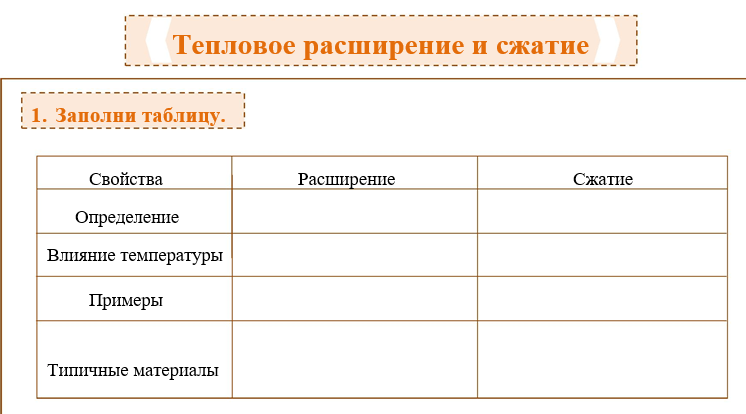 Тепловое расширение и сжатие
1. Заполни таблицу.
Свойства Расширение Сжатие
Определение
Влияние температуры
Примеры
Типичные материалы